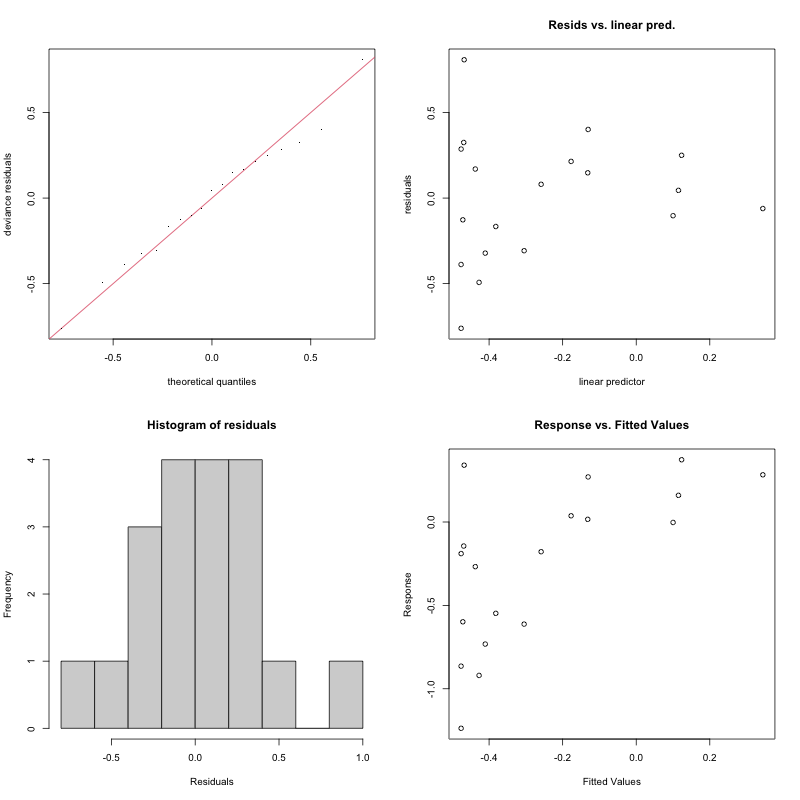 deviance residuals
0.5
0.0
-0.5
-0.5
0.0
0.5
theoretical quantiles
Resids vs. linear pred.
residuals
0.5
0.0
-0.5
-0.4
-0.2
0.0
0.2
linear predictor
Histogram of residuals
Frequency
4
3
2
1
0
-0.5
0.0
0.5
1.0
Residuals
Response vs. Fitted Values
Response
0.0
-0.5
-1.0
-0.4
-0.2
0.0
0.2
Fitted Values